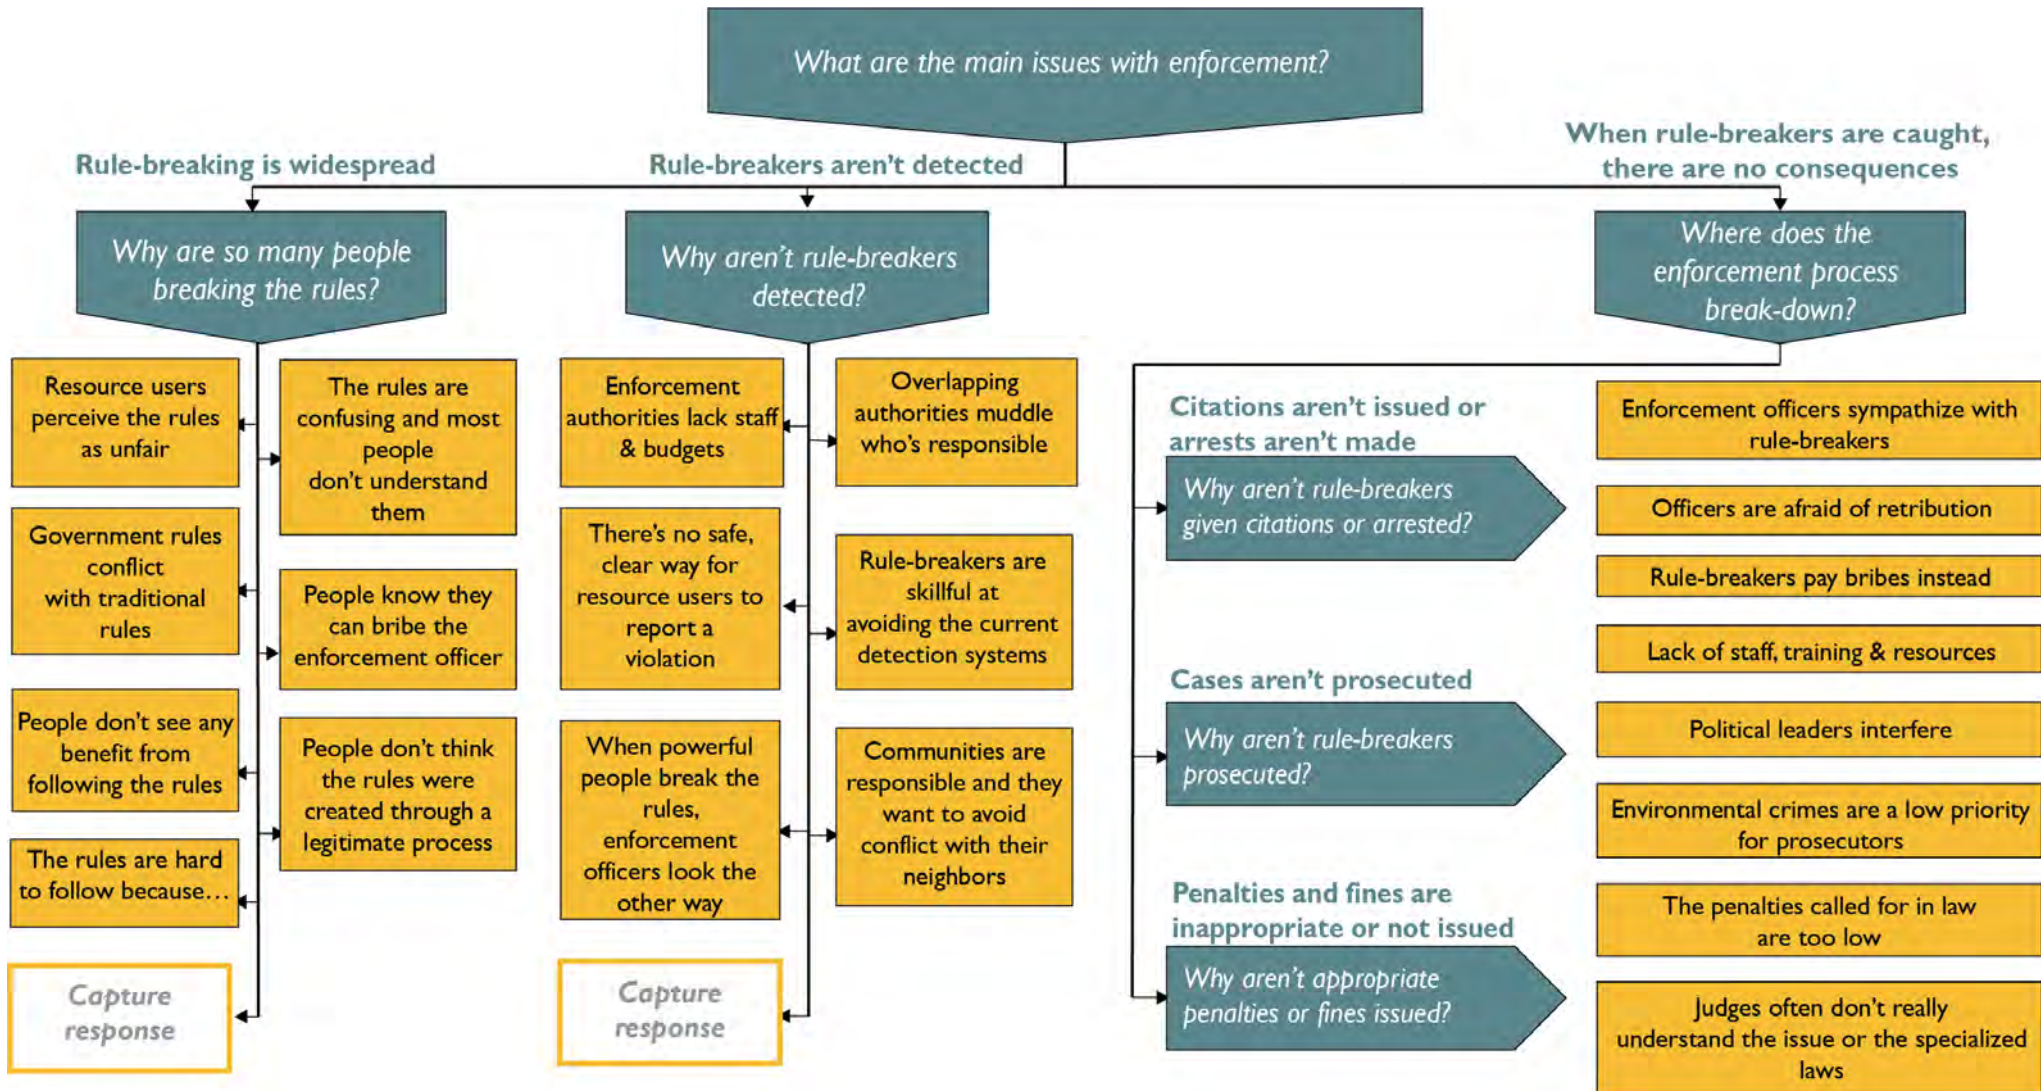 What are the main issues with enforcement?
Rule-breaking is widespread
Why are so many people
breaking the rules?
Resource users
perceive the rules
as unfair
The rules are
confusing and most
people
don't understand
them
Government rules
conflict
with traditional
rules
People know they
can bribe the
enforcement officer
People don't see any
benefit from
following the rules
People don't think
the rules were
created through a
legitimate process
The rules are hard
to follow because…
Capture
response
Rule-breakers aren't detected
Why aren't rule-breakers
detected?
Enforcement
authorities lack staff
& budgets
Overlapping
authorities muddle
who's responsible
There's no safe,
clear way for
resource users to
report a
violation
Rule-breakers are
skillful at
avoiding the current
detection systems
When powerful
people break the
rules,
enforcement
officers look the
other way
Communities are
responsible and they
want to avoid
conflict with their
neighbors
Capture
response
When rule-breakers are caught,
there are no consequences
Where does the
enforcement process
break-down?
Citations aren't issued or
arrests aren't made
Why aren't rule-breakers
given citations or arrested?
Cases aren't prosecuted
Why aren't rule-breakers
prosecuted?
Penalties and fines are
inappropriate or not issued
Why aren't appropriate
penalties or fines issued?
Enforcement officers sympathize with
rule-breakers
Officers are afraid of retribution
Rule-breakers pay bribes instead
Lack of staff, training & resources
Political leaders interfere
Environmental crimes are a low priority
for prosecutors
The penalties called for in law
are too low
Judges often don't really
understand the issue or the specialized
laws